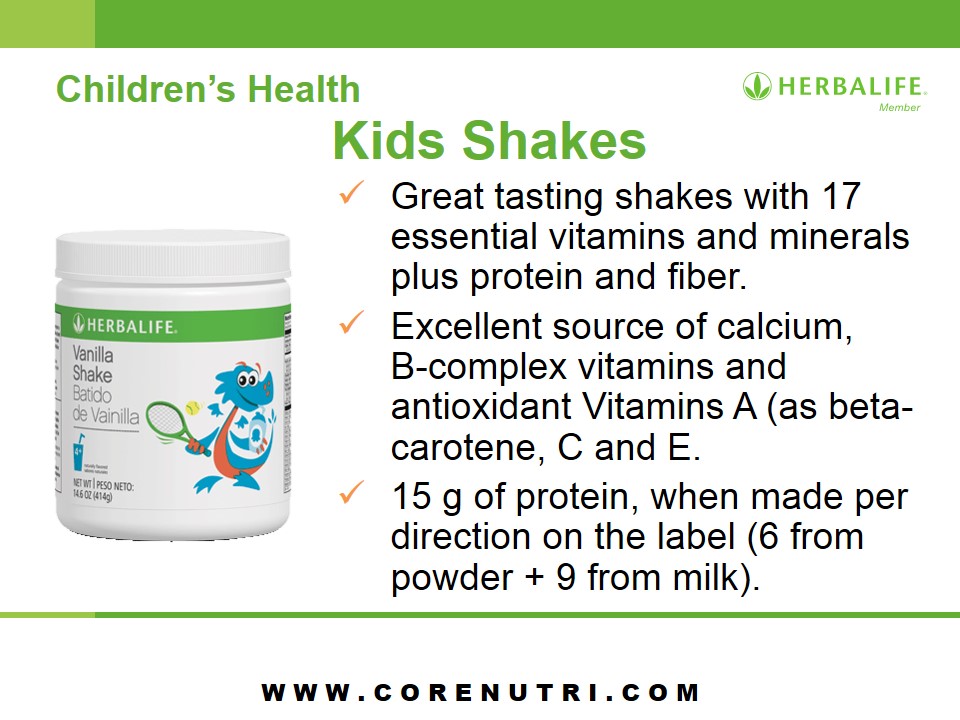 Children's Health
HERBALIFE®
Member
Kids Shakes
✓ Great tasting shakes with 17
essential vitamins and minerals
plus protein and fiber.
✓ Excellent source of calcium,
B-complex vitamins and
antioxidant Vitamins A (as beta-
carotene, C and E.
✓ 15 g of protein, when made per
direction on the label (6 from
powder + 9 from milk).
HERBALIFE®
Vanilla
Shake
Batido
de Vainilla
4+
NET WT | PESO NETO:
14.6 OZ (414g)
WWW.CORENUTRI.COM